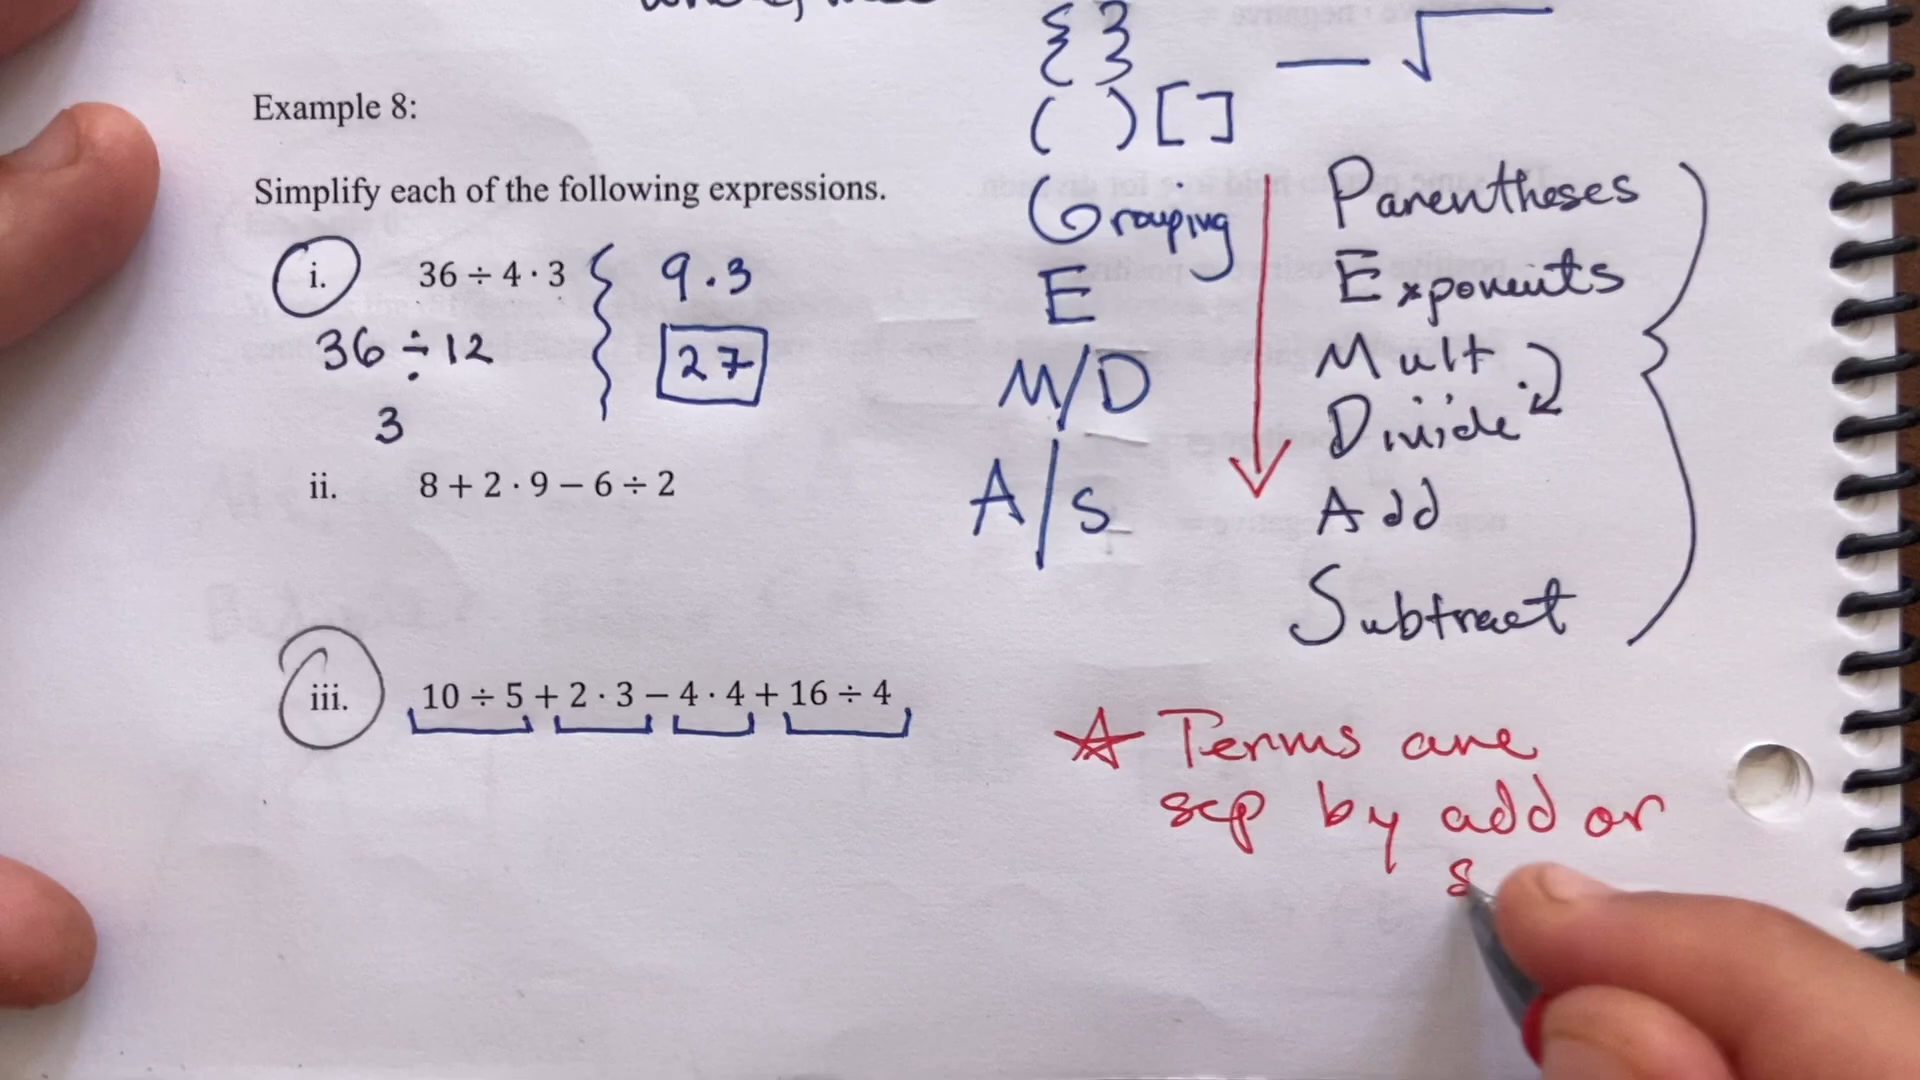 Example 8:
Simplify each of the following expressions.
i. 36 ÷ 4 · 3
9 . 3
36 ÷ 12
27
3
ii. 8 + 2 · 9 − 6 ÷ 2
iii. 10 ÷ 5 + 2 · 3 − 4 · 4 + 16 ÷ 4
{ } — √
( ) [ ]
Grouping
E
M/D
A/S
Parentheses
Exponents
Mult
Divide
Add
Subtract
☆ Terms are
sep by add or
s